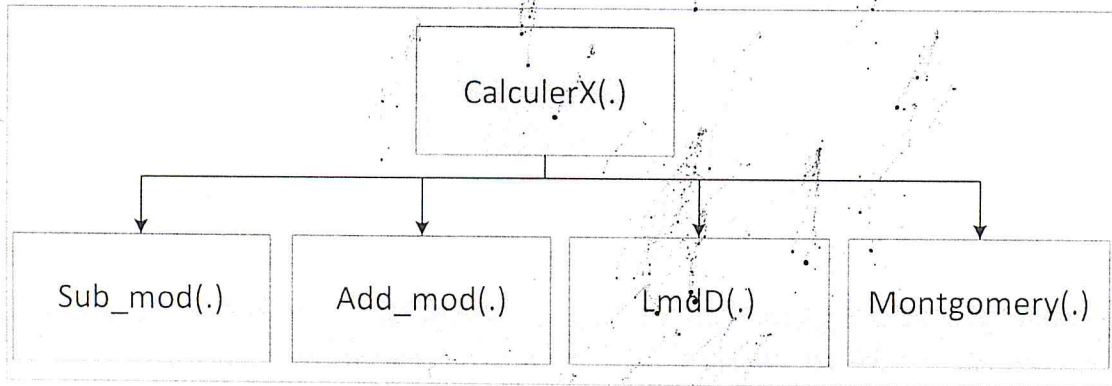 CalculerX(.)
Sub_mod(.)
Add_mod(.)
LmdD(.)
Montgomery(.)